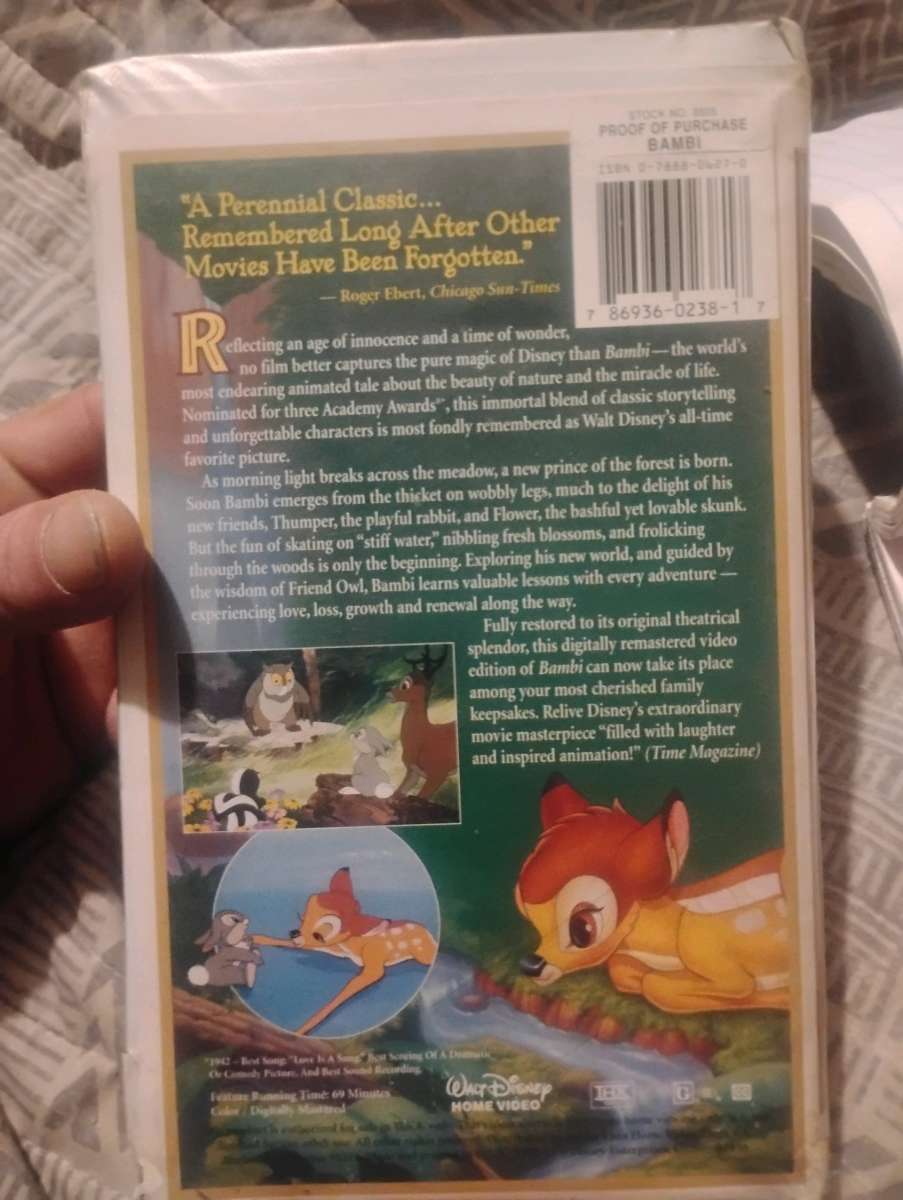 STOCK NO. 9505
PROOF OF PURCHASE
BAMBI
ISBN 0-7888-0627-0
7 86936-0238-1 7
"A Perennial Classic...
Remembered Long After Other
Movies Have Been Forgotten."
— Roger Ebert, Chicago Sun-Times
Reflecting an age of innocence and a time of wonder,
no film better captures the pure magic of Disney than Bambi—the world's
most endearing animated tale about the beauty of nature and the miracle of life.
Nominated for three Academy Awards®*, this immortal blend of classic storytelling
and unforgettable characters is most fondly remembered as Walt Disney's all-time
favorite picture.
As morning light breaks across the meadow, a new prince of the forest is born.
Soon Bambi emerges from the thicket on wobbly legs, much to the delight of his
new friends, Thumper, the playful rabbit, and Flower, the bashful yet lovable skunk.
But the fun of skating on "stiff water," nibbling fresh blossoms, and frolicking
through the woods is only the beginning. Exploring his new world, and guided by
the wisdom of Friend Owl, Bambi learns valuable lessons with every adventure —
experiencing love, loss, growth and renewal along the way.
Fully restored to its original theatrical
splendor, this digitally remastered video
edition of Bambi can now take its place
among your most cherished family
keepsakes. Relive Disney's extraordinary
movie masterpiece "filled with laughter
and inspired animation!" (Time Magazine)
*1942 – Best Song: "Love Is A Song," Best Scoring Of A Dramatic
Or Comedy Picture, And Best Sound Recording.
Feature Running Time: 69 Minutes
Color / Digitally Mastered
WALT DISNEY
HOME VIDEO
THX
G